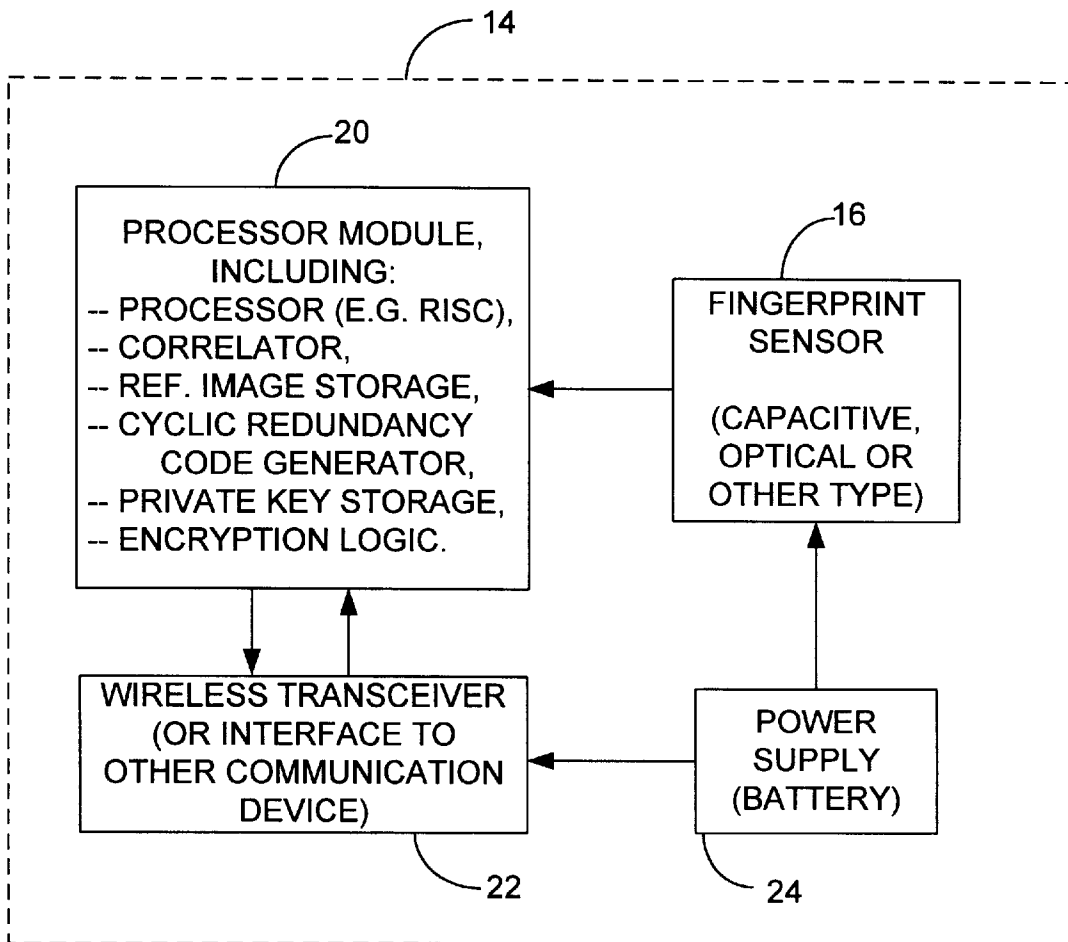 14
20
PROCESSOR MODULE,
INCLUDING:
-- PROCESSOR (E.G. RISC),
-- CORRELATOR,
-- REF. IMAGE STORAGE,
-- CYCLIC REDUNDANCY
CODE GENERATOR,
-- PRIVATE KEY STORAGE,
-- ENCRYPTION LOGIC.
16
FINGERPRINT
SENSOR
(CAPACITIVE,
OPTICAL OR
OTHER TYPE)
WIRELESS TRANSCEIVER
(OR INTERFACE TO
OTHER COMMUNICATION
DEVICE)
22
POWER
SUPPLY
(BATTERY)
24